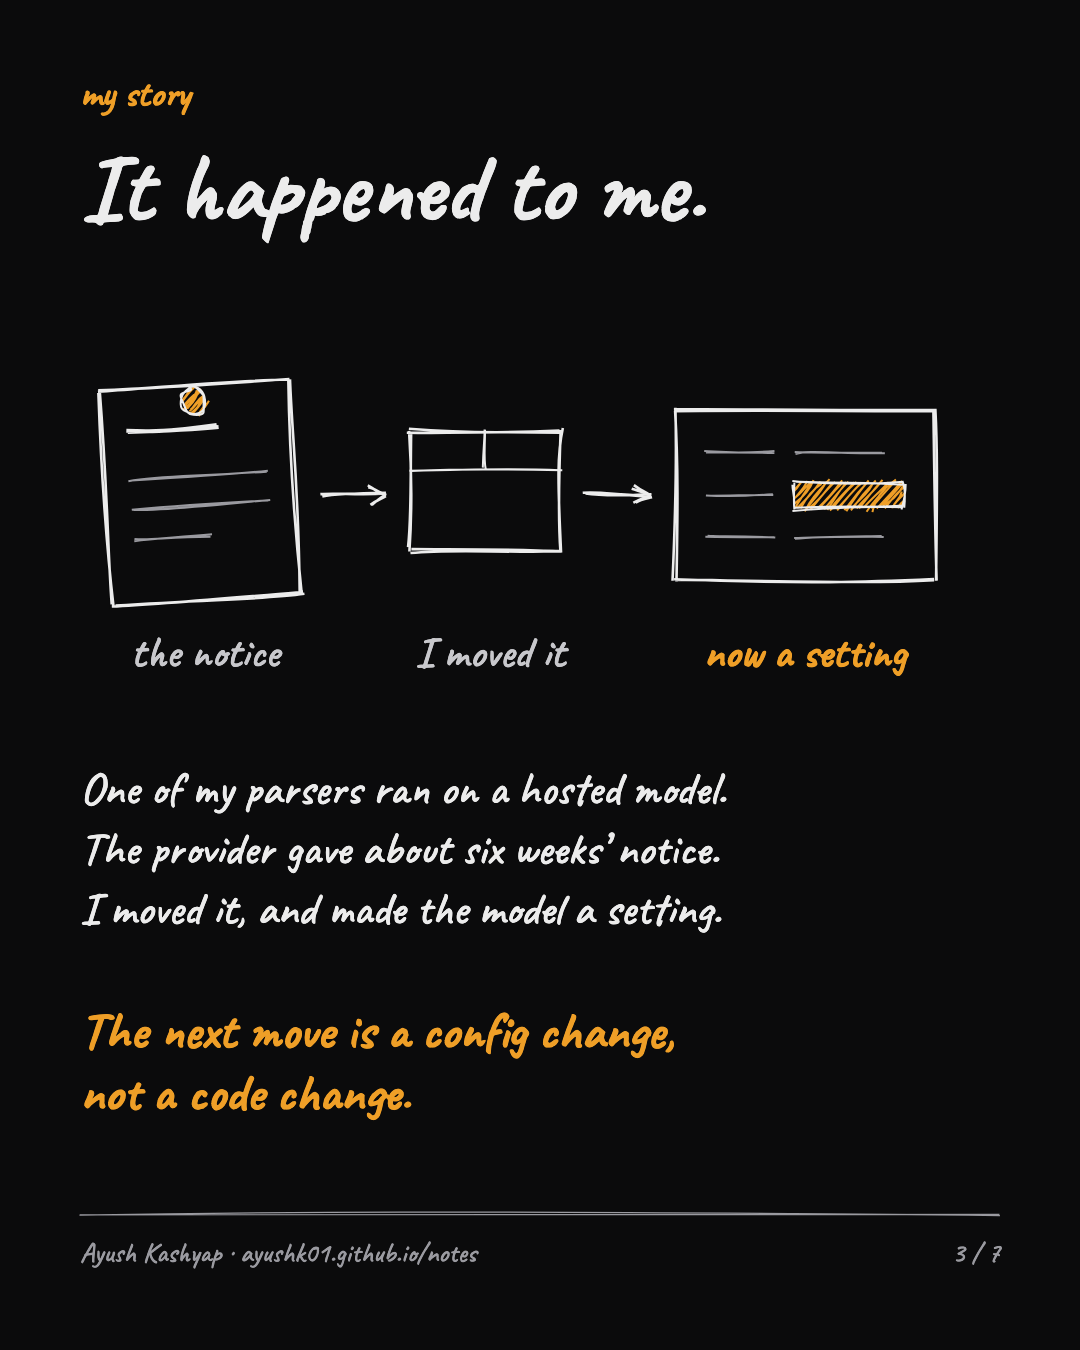 my story
It happened to me.
the notice
I moved it
now a setting
One of my parsers ran on a hosted model.
The provider gave about six weeks’ notice.
I moved it, and made the model a setting.
The next move is a config change,
not a code change.
Ayush Kashyap · ayushk01.github.io/notes
3 / 7